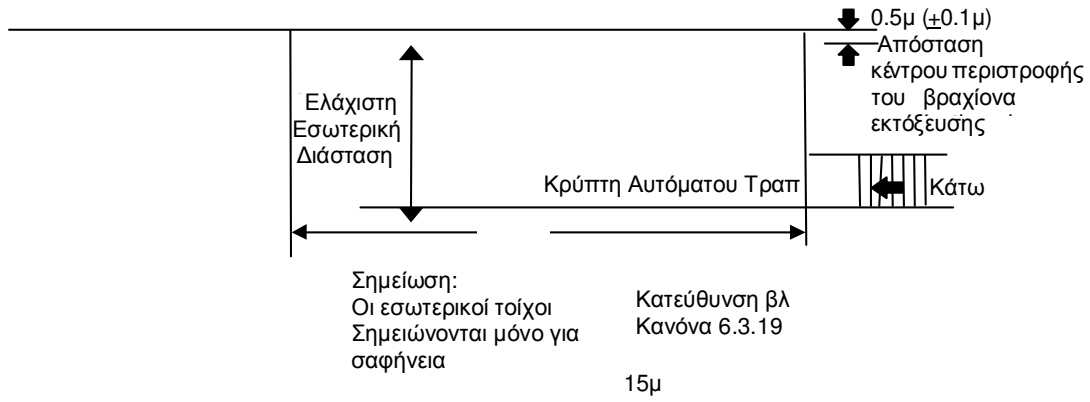 0.5μ (±0.1μ)
Απόσταση
κέντρου περιστροφής
του βραχίονα
εκτόξευσης
Ελάχιστη
Εσωτερική
Διάσταση
Κρύπτη Αυτόματου Τραπ
Κάτω
Σημείωση:
Οι εσωτερικοί τοίχοι
Σημειώνονται μόνο για
σαφήνεια
Κατεύθυνση βλ
Κανόνα 6.3.19
15μ